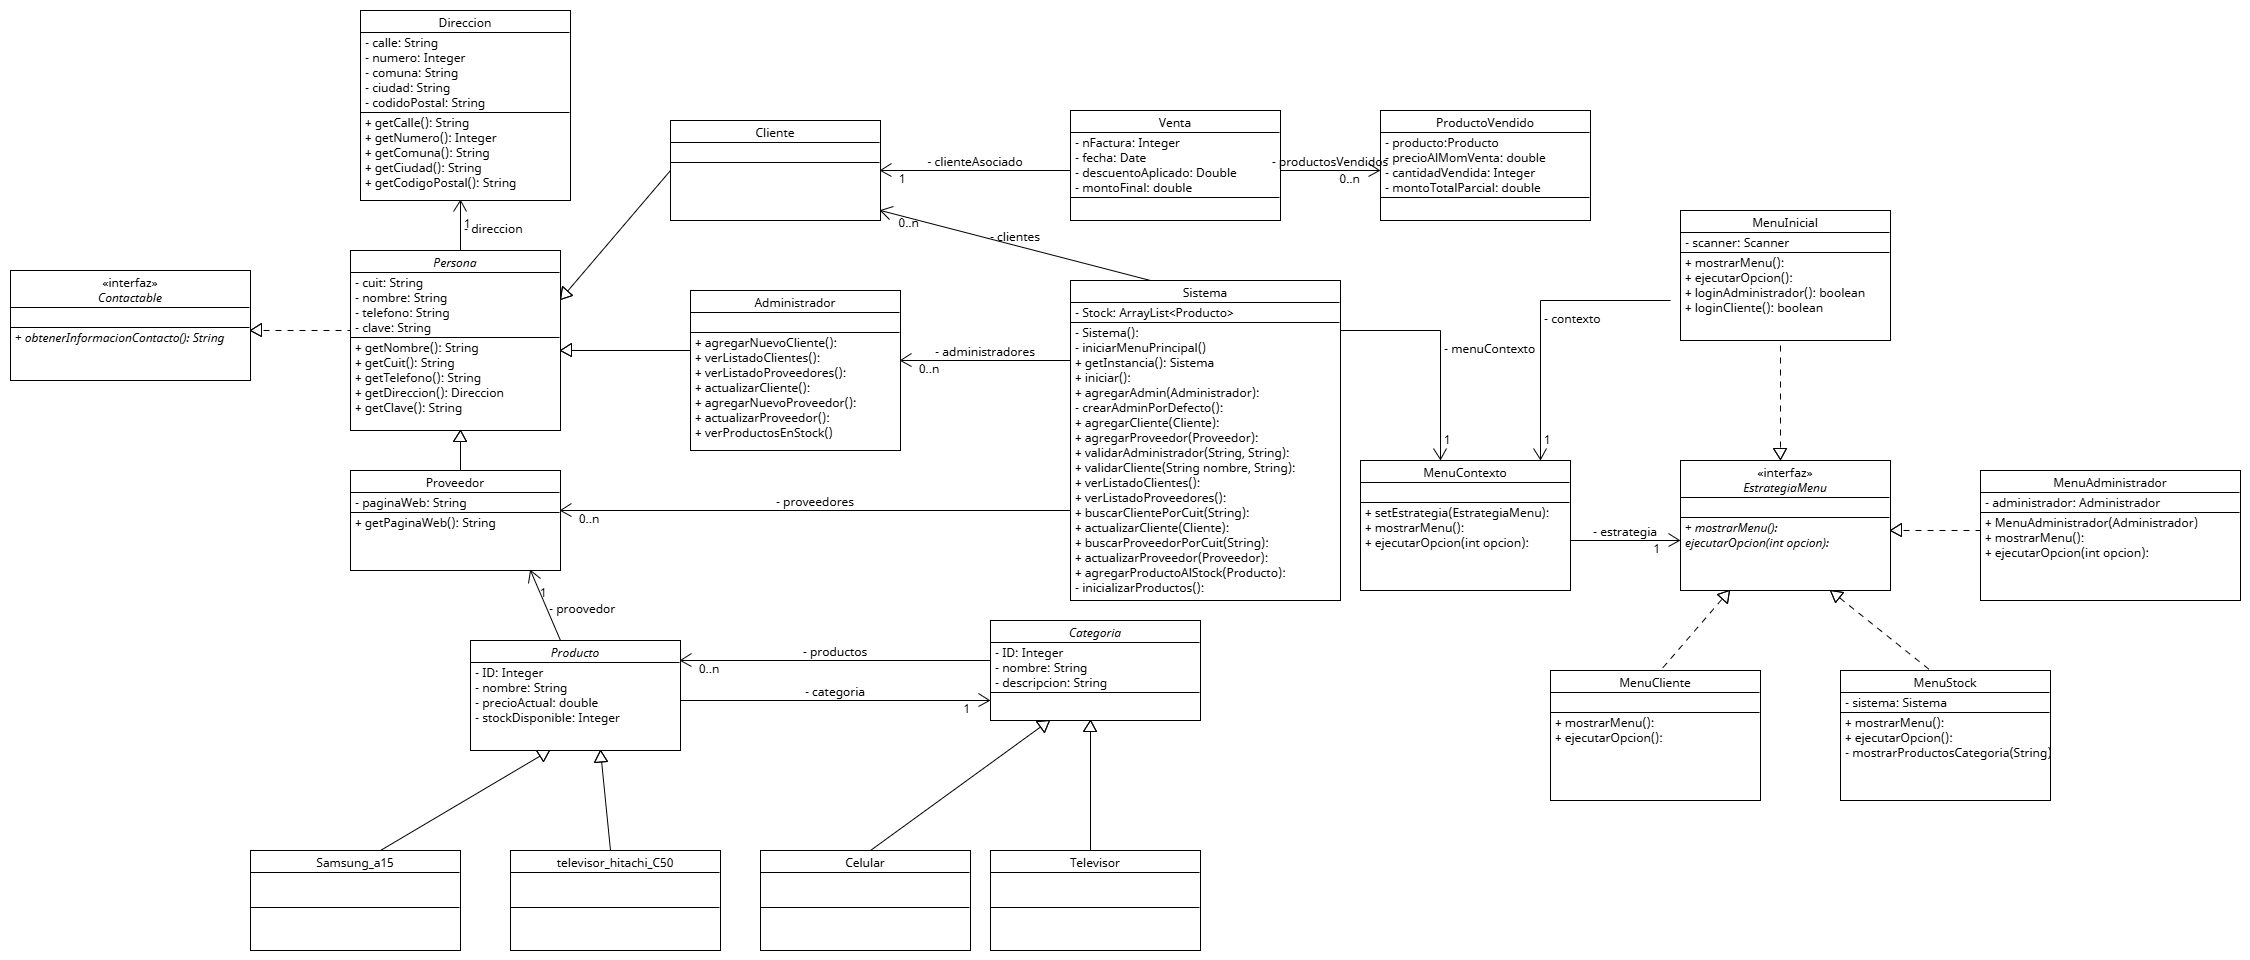 Direccion
- calle: String
- numero: Integer
- comuna: String
- ciudad: String
- codidoPostal: String
+ getCalle(): String
+ getNumero(): Integer
+ getComuna(): String
+ getCiudad(): String
+ getCodigoPostal(): String
1
- direccion
«interfaz»
Contactable
+ obtenerInformacionContacto(): String
Persona
- cuit: String
- nombre: String
- telefono: String
- clave: String
+ getNombre(): String
+ getCuit(): String
+ getTelefono(): String
+ getDireccion(): Direccion
+ getClave(): String
Cliente
- clienteAsociado
1
0..n
- clientes
Venta
- nFactura: Integer
- fecha: Date
- descuentoAplicado: Double
- montoFinal: double
- productosVendidos
0..n
ProductoVendido
- producto:Producto
- precioAlMomVenta: double
- cantidadVendida: Integer
- montoTotalParcial: double
Administrador
+ agregarNuevoCliente():
+ verListadoClientes():
+ verListadoProveedores():
+ actualizarCliente():
+ agregarNuevoProveedor():
+ actualizarProveedor():
+ verProductosEnStock()
- administradores
0..n
Sistema
- Stock: ArrayList<Producto>
- Sistema():
- iniciarMenuPrincipal()
+ getInstancia(): Sistema
+ iniciar():
+ agregarAdmin(Administrador):
- crearAdminPorDefecto():
+ agregarCliente(Cliente):
+ agregarProveedor(Proveedor):
+ validarAdministrador(String, String):
+ validarCliente(String nombre, String):
+ verListadoClientes():
+ verListadoProveedores():
+ buscarClientePorCuit(String):
+ actualizarCliente(Cliente):
+ buscarProveedorPorCuit(String):
+ actualizarProveedor(Proveedor):
+ agregarProductoAlStock(Producto):
- inicializarProductos():
- menuContexto
1
- contexto
1
MenuInicial
- scanner: Scanner
+ mostrarMenu():
+ ejecutarOpcion():
+ loginAdministrador(): boolean
+ loginCliente(): boolean
Proveedor
- paginaWeb: String
+ getPaginaWeb(): String
- proveedores
0..n
MenuContexto
+ setEstrategia(EstrategiaMenu):
+ mostrarMenu():
+ ejecutarOpcion(int opcion):
- estrategia
1
«interfaz»
EstrategiaMenu
+ mostrarMenu():
ejecutarOpcion(int opcion):
MenuAdministrador
- administrador: Administrador
+ MenuAdministrador(Administrador)
+ mostrarMenu():
+ ejecutarOpcion(int opcion):
1
- proovedor
Producto
- ID: Integer
- nombre: String
- precioActual: double
- stockDisponible: Integer
- productos
0..n
- categoria
1
Categoria
- ID: Integer
- nombre: String
- descripcion: String
MenuCliente
+ mostrarMenu():
+ ejecutarOpcion():
MenuStock
- sistema: Sistema
+ mostrarMenu():
+ ejecutarOpcion():
- mostrarProductosCategoria(String)
Samsung_a15
televisor_hitachi_C50
Celular
Televisor